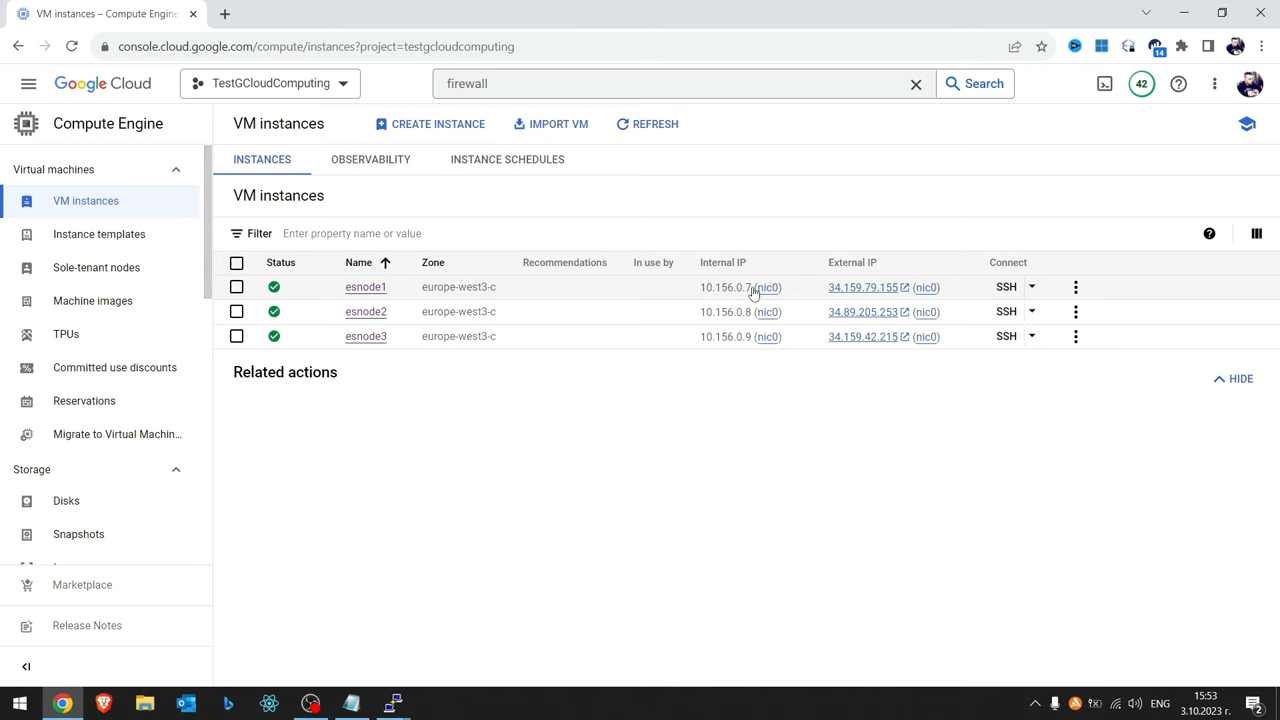 VM instances – Compute Engine
console.cloud.google.com/compute/instances?project=testgcloudcomputing
14
Google Cloud
TestGCloudComputing
firewall
Search
42
Compute Engine
VM instances
CREATE INSTANCE
IMPORT VM
REFRESH
Virtual machines
VM instances
Instance templates
Sole-tenant nodes
Machine images
TPUs
Committed use discounts
Reservations
Migrate to Virtual Machin...
Storage
Disks
Snapshots
Marketplace
Release Notes
INSTANCES OBSERVABILITY INSTANCE SCHEDULES
VM instances
Filter Enter property name or value
Status Name Zone Recommendations In use by Internal IP External IP Connect
esnode1 europe-west3-c 10.156.0.7 (nic0) 34.159.79.155 (nic0) SSH
esnode2 europe-west3-c 10.156.0.8 (nic0) 34.89.205.253 (nic0) SSH
esnode3 europe-west3-c 10.156.0.9 (nic0) 34.159.42.215 (nic0) SSH
Related actions
HIDE
ЕНГ
15:53
3.10.2023 г.
2